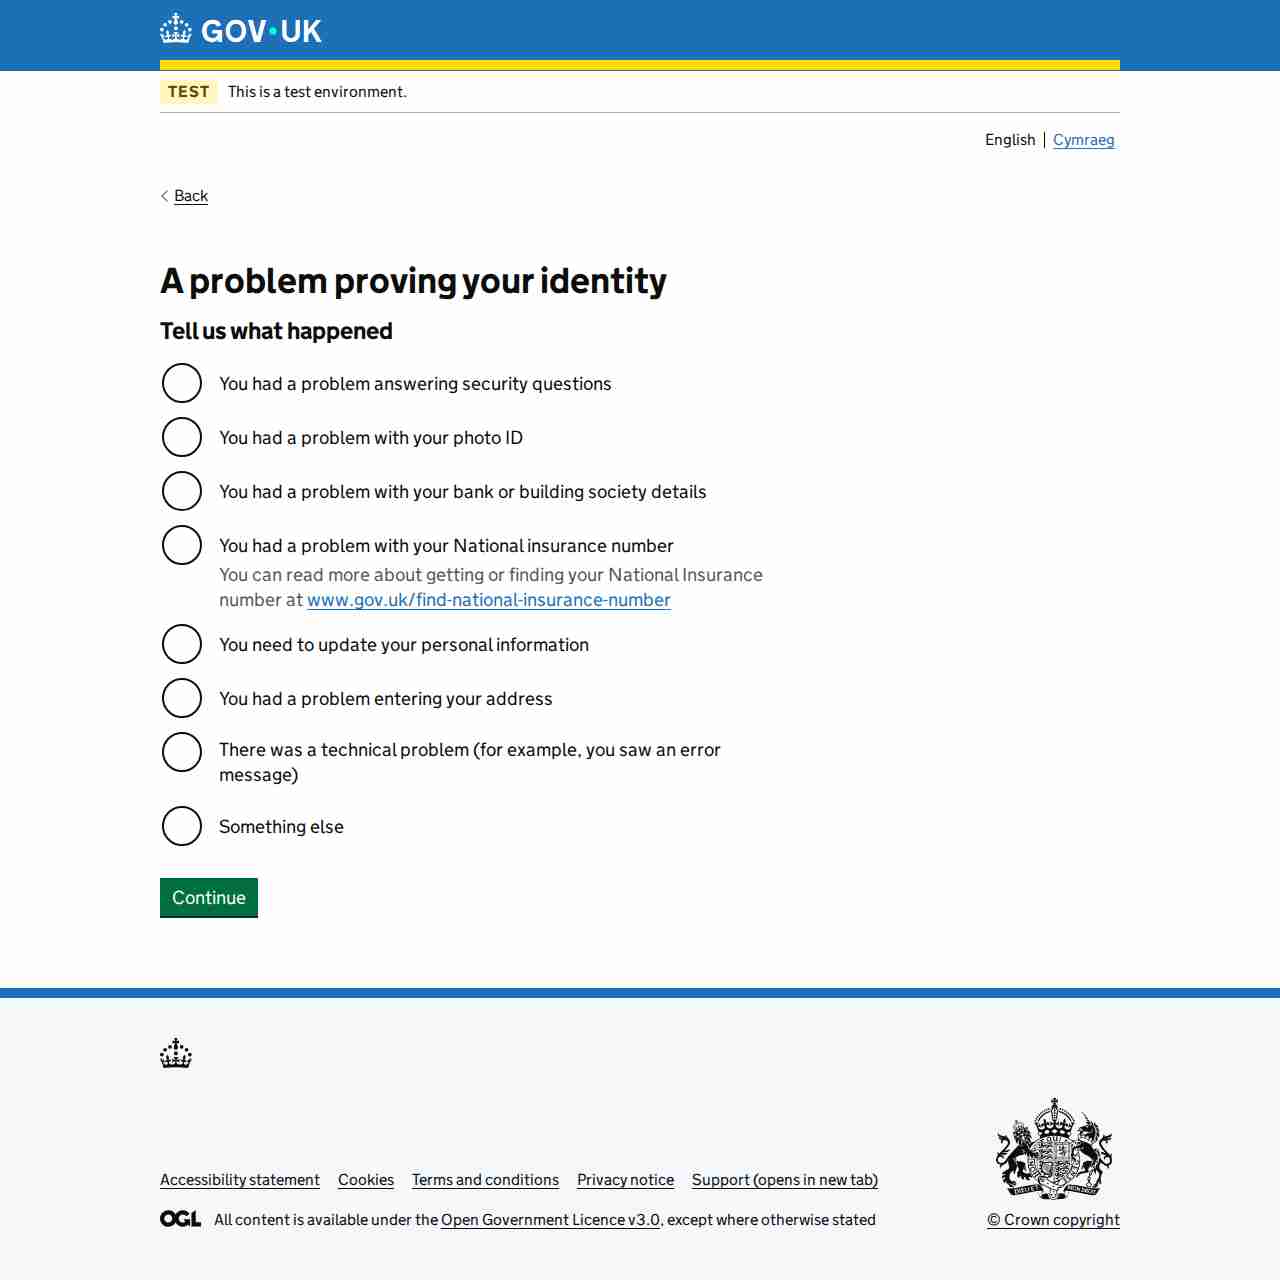 GOV·UK
TEST This is a test environment.
English Cymraeg
Back
A problem proving your identity
Tell us what happened
You had a problem answering security questions
You had a problem with your photo ID
You had a problem with your bank or building society details
You had a problem with your National insurance number
You can read more about getting or finding your National Insurance
number at www.gov.uk/find-national-insurance-number
You need to update your personal information
You had a problem entering your address
There was a technical problem (for example, you saw an error
message)
Something else
Continue
Accessibility statement Cookies Terms and conditions Privacy notice Support (opens in new tab)
OGL All content is available under the Open Government Licence v3.0, except where otherwise stated
© Crown copyright